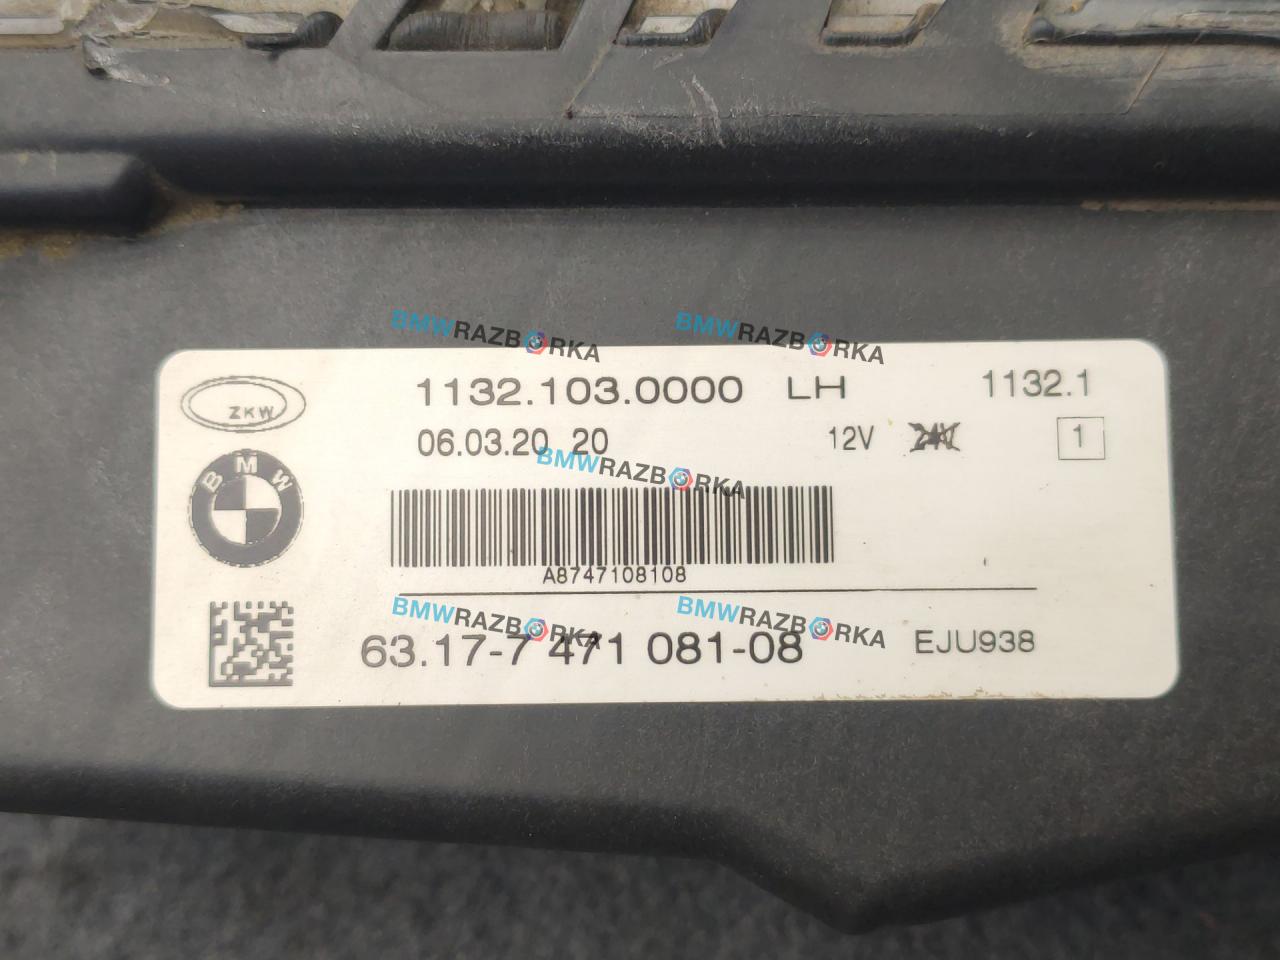 BMWRAZBORKA BMWRAZBORKA
ZKW 1132.103.0000 LH 1132.1
06.03.20 20 12V 24V 1
BMW
BMWRAZBORKA
A8747108108
BMWRAZBORKA BMWRAZBORKA
63.17-7 471 081-08 EJU938